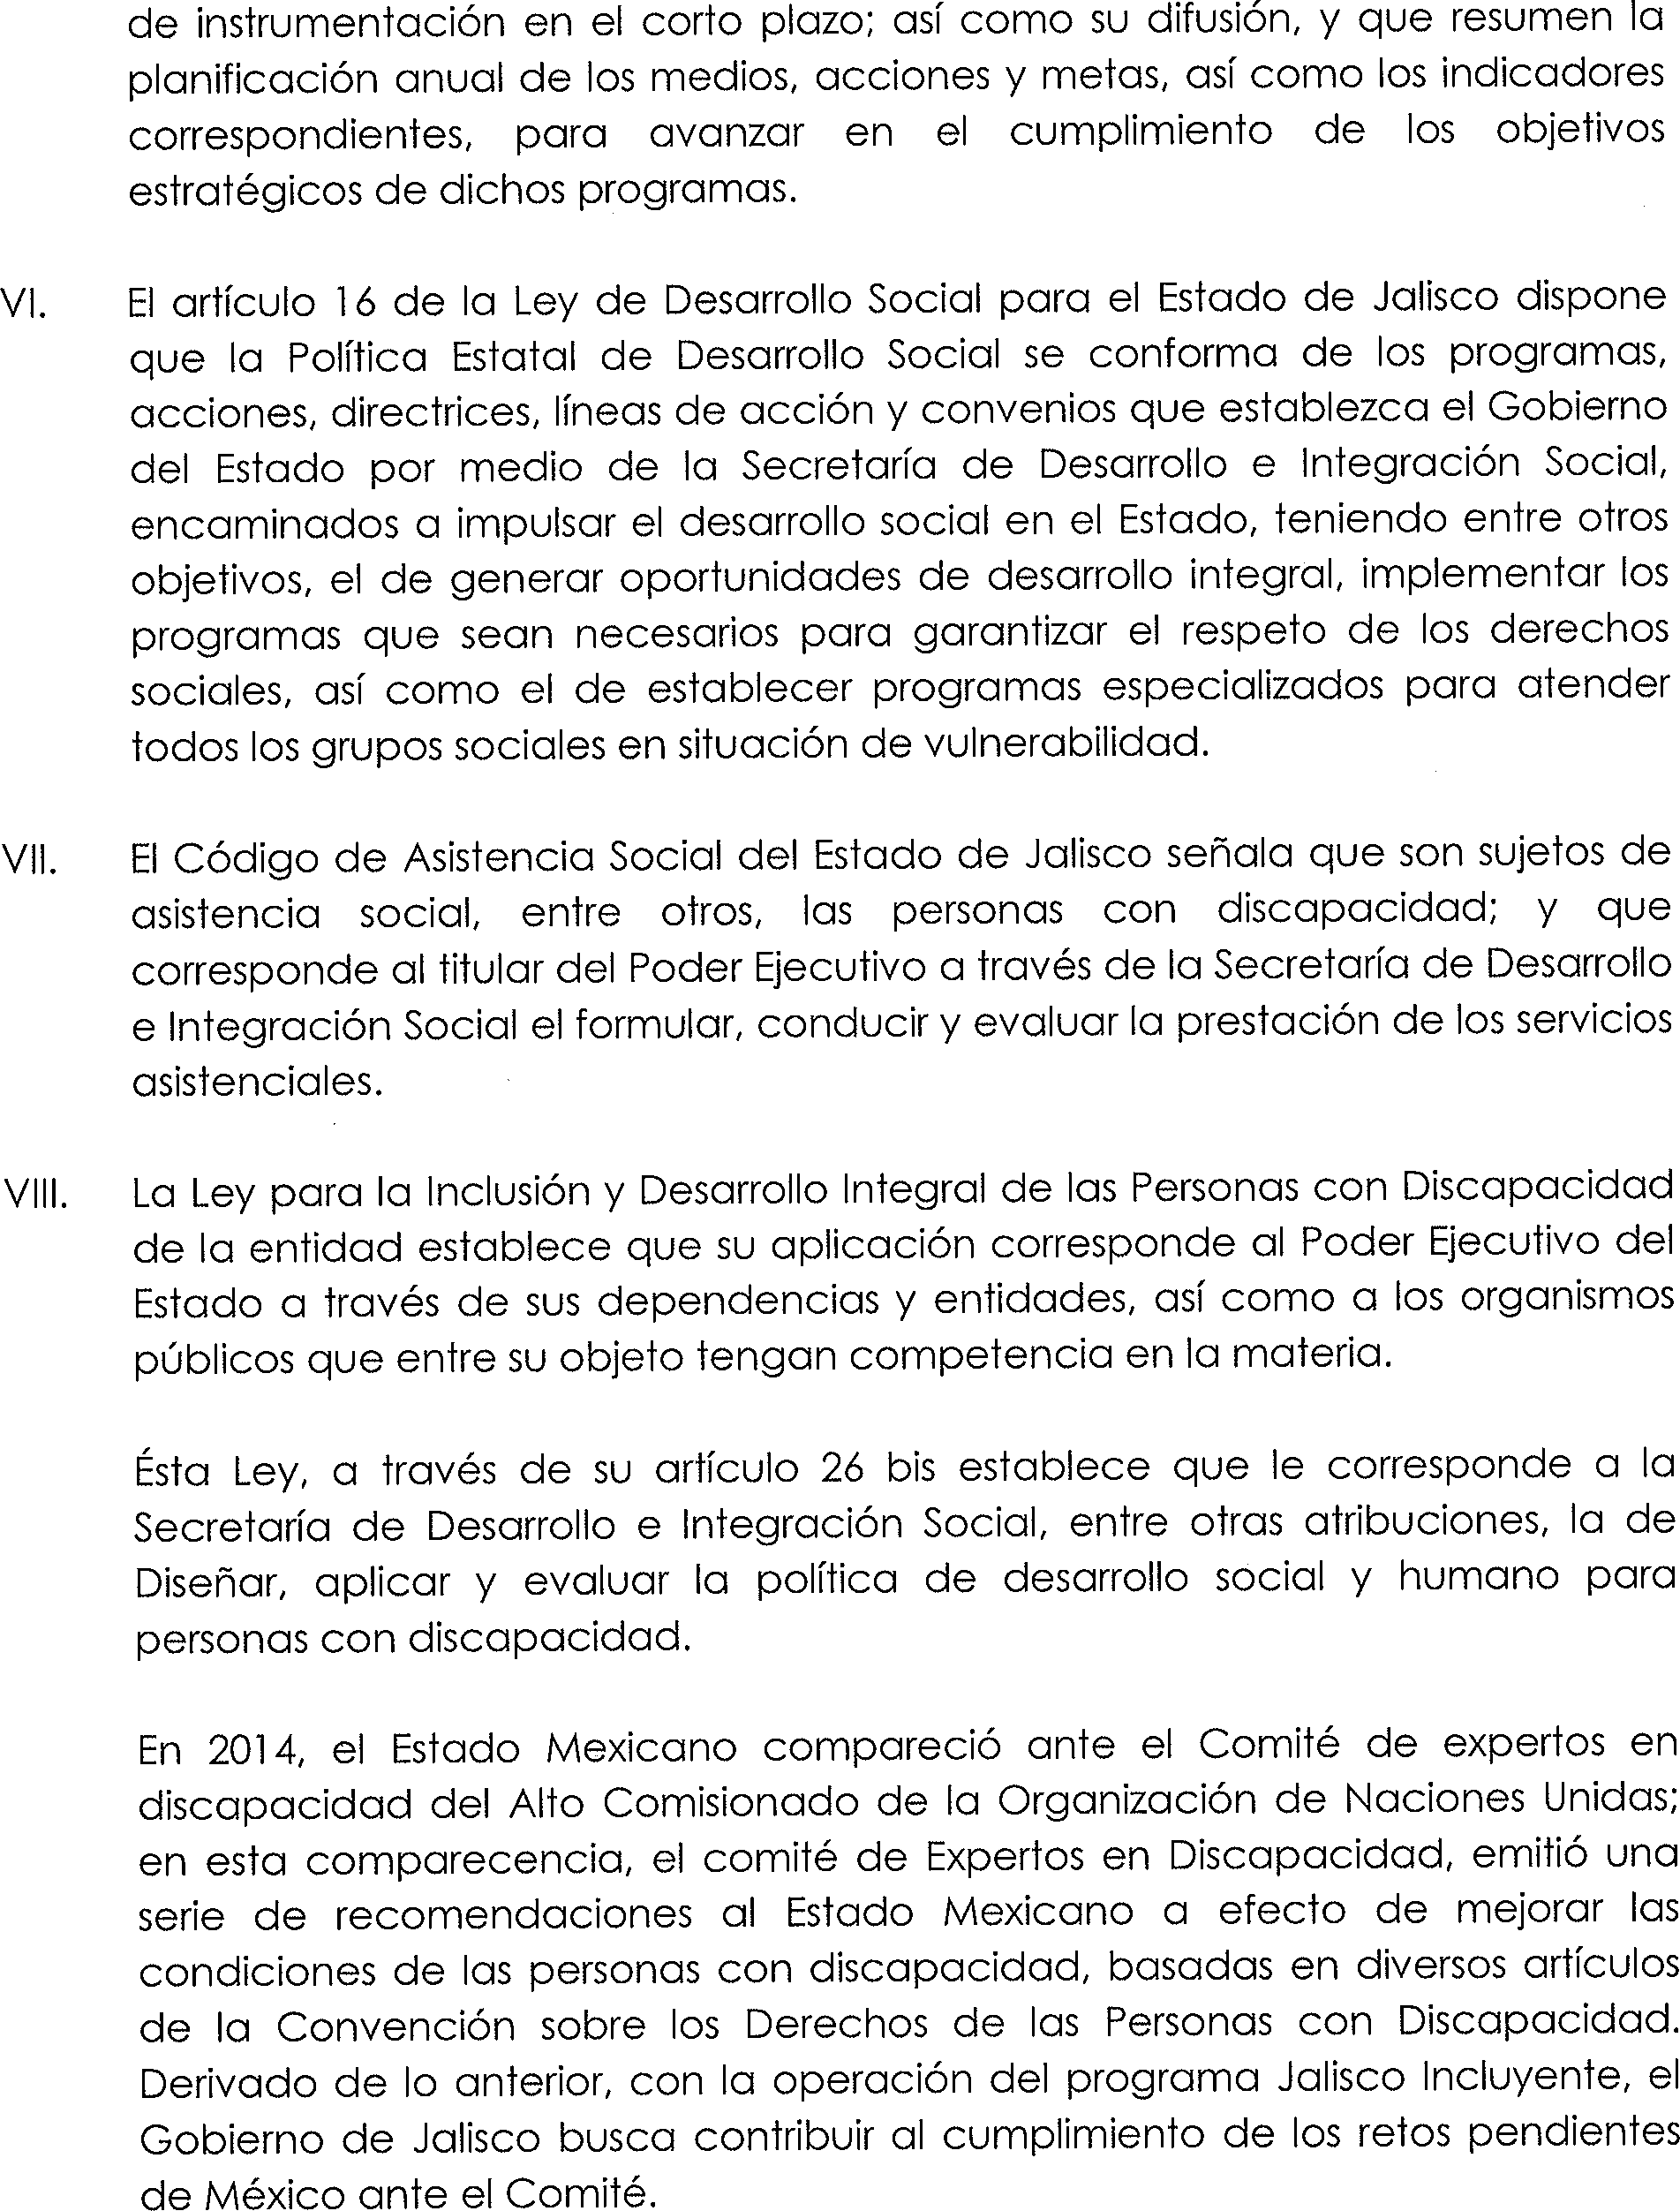 de instrumentación en el corto plazo; así como su difusión, y que resumen la
planificación anual de los medios, acciones y metas, así como los indicadores
correspondientes, para avanzar en el cumplimiento de los objetivos
estratégicos de dichos programas.
VI. El artículo 16 de la Ley de Desarrollo Social para el Estado de Jalisco dispone
que la Política Estatal de Desarrollo Social se conforma de los programas,
acciones, directrices, líneas de acción y convenios que establezca el Gobierno
del Estado por medio de la Secretaría de Desarrollo e Integración Social,
encaminados a impulsar el desarrollo social en el Estado, teniendo entre otros
objetivos, el de generar oportunidades de desarrollo integral, implementar los
programas que sean necesarios para garantizar el respeto de los derechos
sociales, así como el de establecer programas especializados para atender
todos los grupos sociales en situación de vulnerabilidad.
VII. El Código de Asistencia Social del Estado de Jalisco señala que son sujetos de
asistencia social, entre otros, las personas con discapacidad; y que
corresponde al titular del Poder Ejecutivo a través de la Secretaría de Desarrollo
e Integración Social el formular, conducir y evaluar la prestación de los servicios
asistenciales.
VIII. La Ley para la Inclusión y Desarrollo Integral de las Personas con Discapacidad
de la entidad establece que su aplicación corresponde al Poder Ejecutivo del
Estado a través de sus dependencias y entidades, así como a los organismos
públicos que entre su objeto tengan competencia en la materia.
Ésta Ley, a través de su artículo 26 bis establece que le corresponde a la
Secretaría de Desarrollo e Integración Social, entre otras atribuciones, la de
Diseñar, aplicar y evaluar la política de desarrollo social y humano para
personas con discapacidad.
En 2014, el Estado Mexicano compareció ante el Comité de expertos en
discapacidad del Alto Comisionado de la Organización de Naciones Unidas;
en esta comparecencia, el comité de Expertos en Discapacidad, emitió una
serie de recomendaciones al Estado Mexicano a efecto de mejorar las
condiciones de las personas con discapacidad, basadas en diversos artículos
de la Convención sobre los Derechos de las Personas con Discapacidad.
Derivado de lo anterior, con la operación del programa Jalisco Incluyente, el
Gobierno de Jalisco busca contribuir al cumplimiento de los retos pendientes
de México ante el Comité.